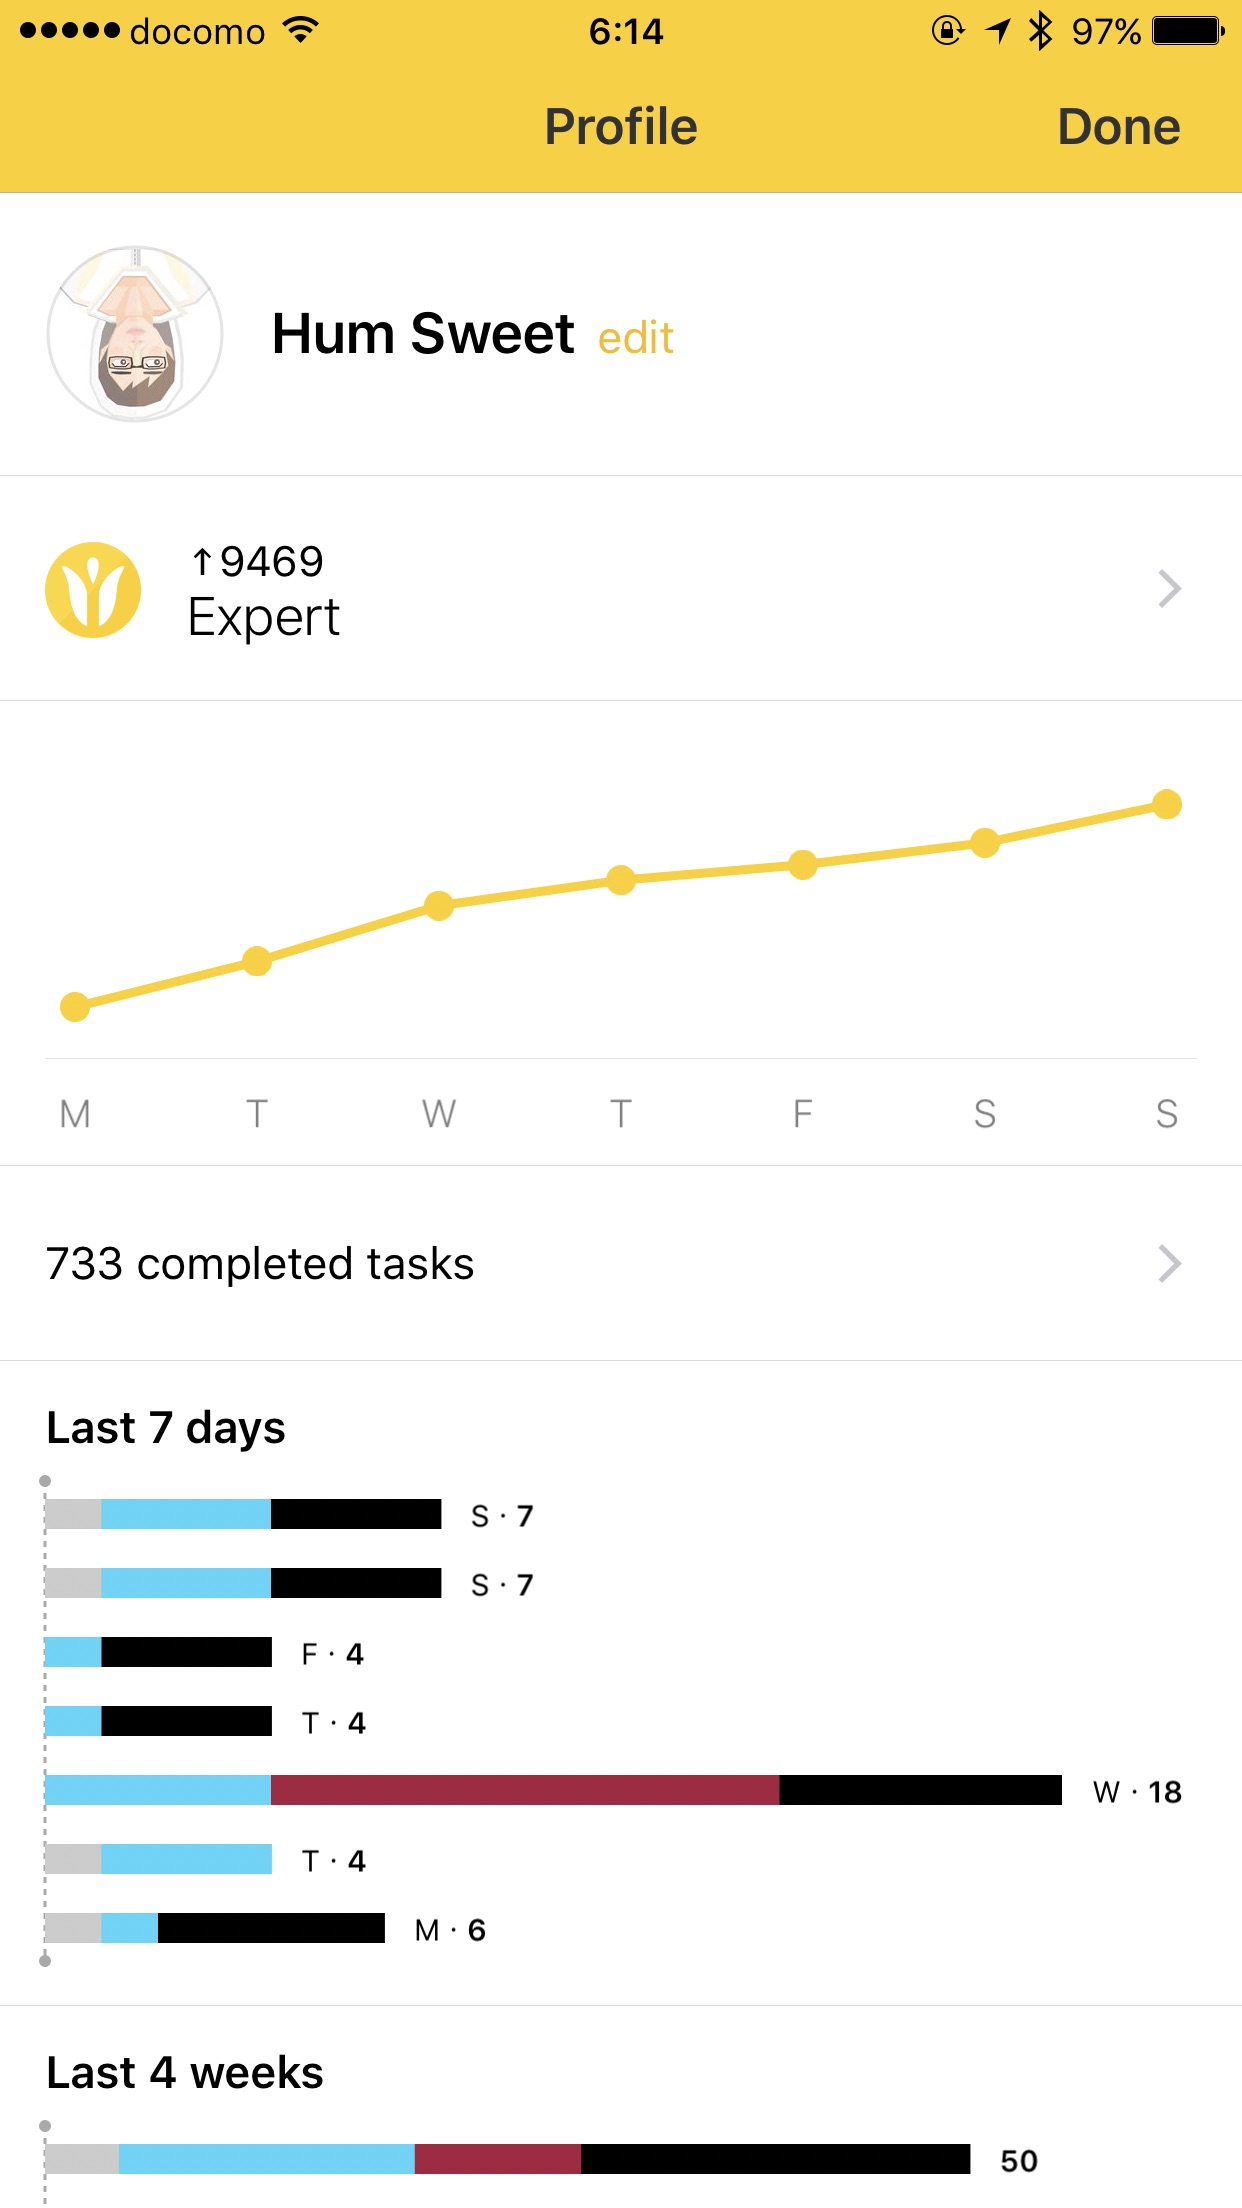 docomo 6:14 97%
Profile Done
Hum Sweet edit
↑9469
Expert
M T W T F S S
733 completed tasks
Last 7 days
S · 7
S · 7
F · 4
T · 4
W · 18
T · 4
M · 6
Last 4 weeks
50